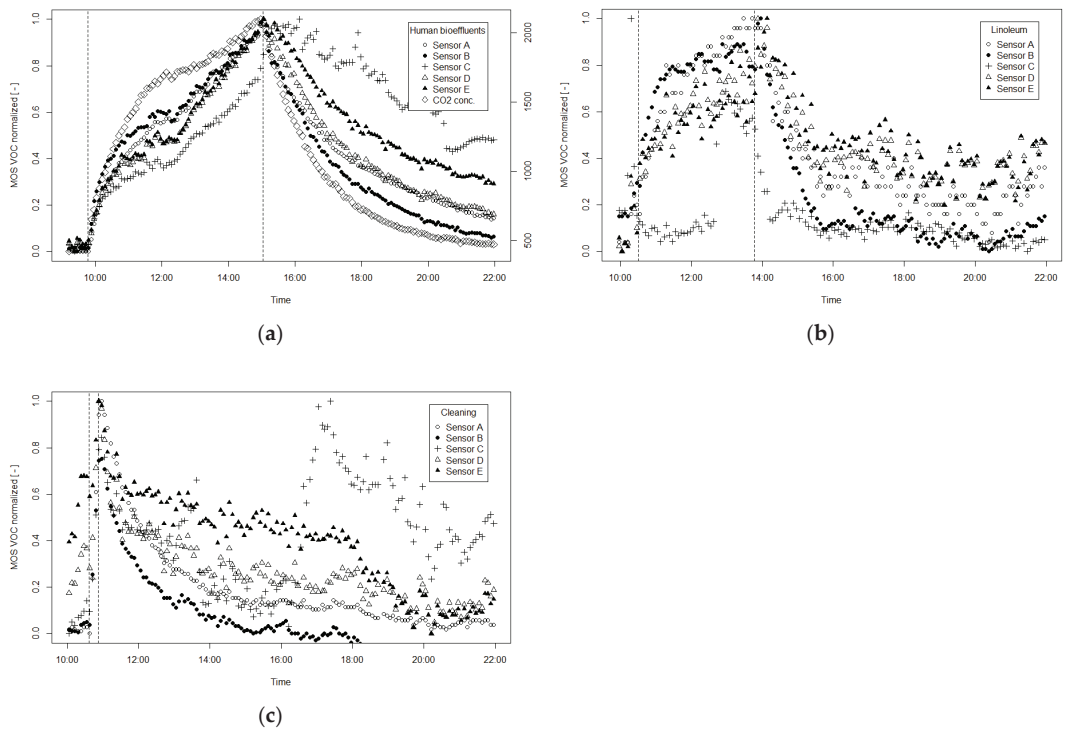 Human bioeffluents
Sensor A
Sensor B
Sensor C
Sensor D
Sensor E
CO2 conc.
MOS VOC normalized [ - ]
0.0
0.2
0.4
0.6
0.8
1.0
500
1000
1500
2000
10:00 12:00 14:00 16:00 18:00 20:00 22:00
Time
(a)
Linoleum
Sensor A
Sensor B
Sensor C
Sensor D
Sensor E
MOS VOC normalized [ - ]
0.0
0.2
0.4
0.6
0.8
1.0
10:00 12:00 14:00 16:00 18:00 20:00 22:00
Time
(b)
Cleaning
Sensor A
Sensor B
Sensor C
Sensor D
Sensor E
MOS VOC normalized [ - ]
0.0
0.2
0.4
0.6
0.8
1.0
10:00 12:00 14:00 16:00 18:00 20:00 22:00
Time
(c)